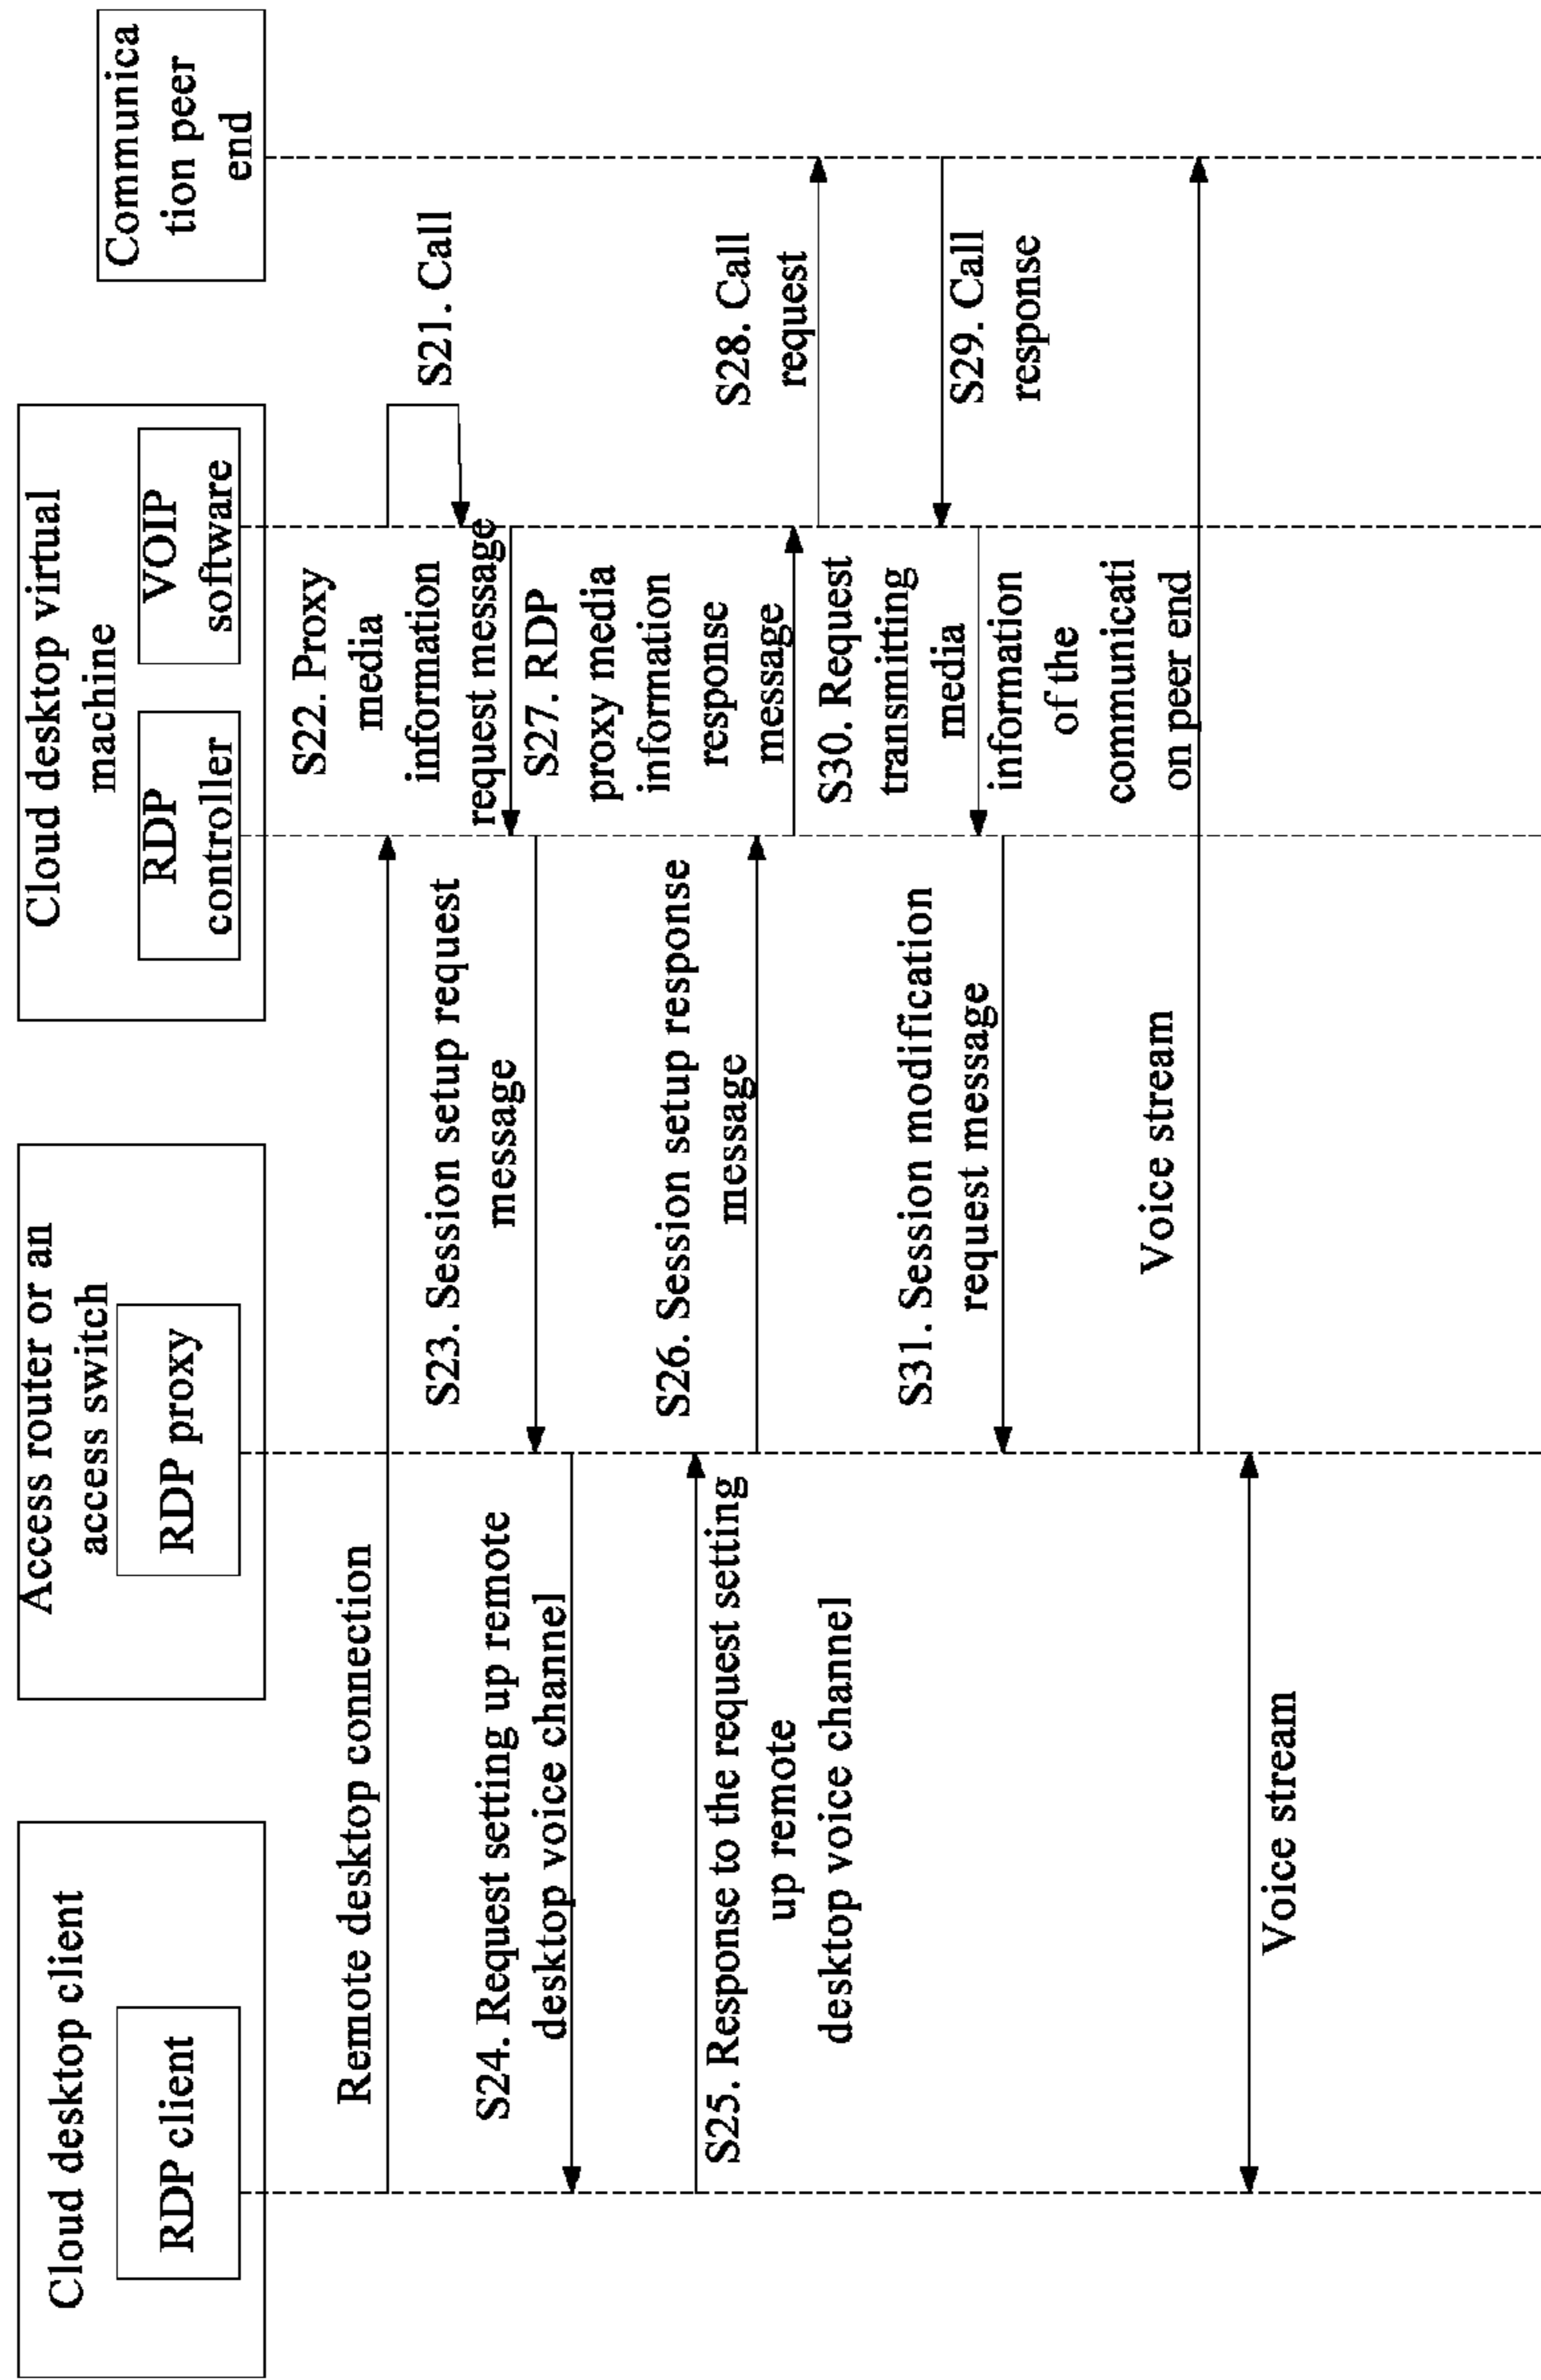 Cloud desktop client
RDP client
Access router or an
access switch
RDP proxy
Cloud desktop virtual
machine
RDP
controller
VOIP
software
Communica
tion peer
end
Remote desktop connection
S21. Call
S22. Proxy
media
information
request message
S23. Session setup request
message
S24. Request setting up remote
desktop voice channel
S25. Response to the request setting
up remote
desktop voice channel
S26. Session setup response
message
S27. RDP
proxy media
information
response
message
S28. Call
request
S29. Call
response
S30. Request
transmitting
media
information
of the
communicati
on peer end
S31. Session modification
request message
Voice stream
Voice stream